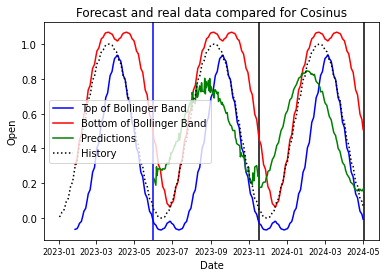 Forecast and real data compared for Cosinus
Open
1.0
0.8
0.6
0.4
0.2
0.0
Top of Bollinger Band
Bottom of Bollinger Band
Predictions
History
2023-01 2023-03 2023-05 2023-07 2023-09 2023-11 2024-01 2024-03 2024-05
Date